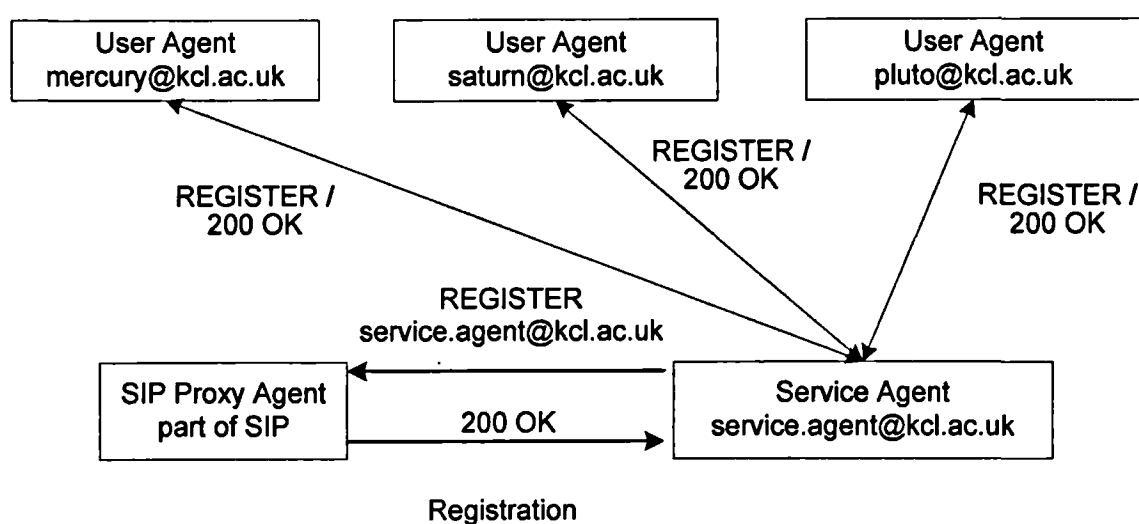 User Agent
mercury@kcl.ac.uk
User Agent
saturn@kcl.ac.uk
User Agent
pluto@kcl.ac.uk
REGISTER /
200 OK
REGISTER /
200 OK
REGISTER /
200 OK
REGISTER
service.agent@kcl.ac.uk
SIP Proxy Agent
part of SIP
200 OK
Service Agent
service.agent@kcl.ac.uk
Registration